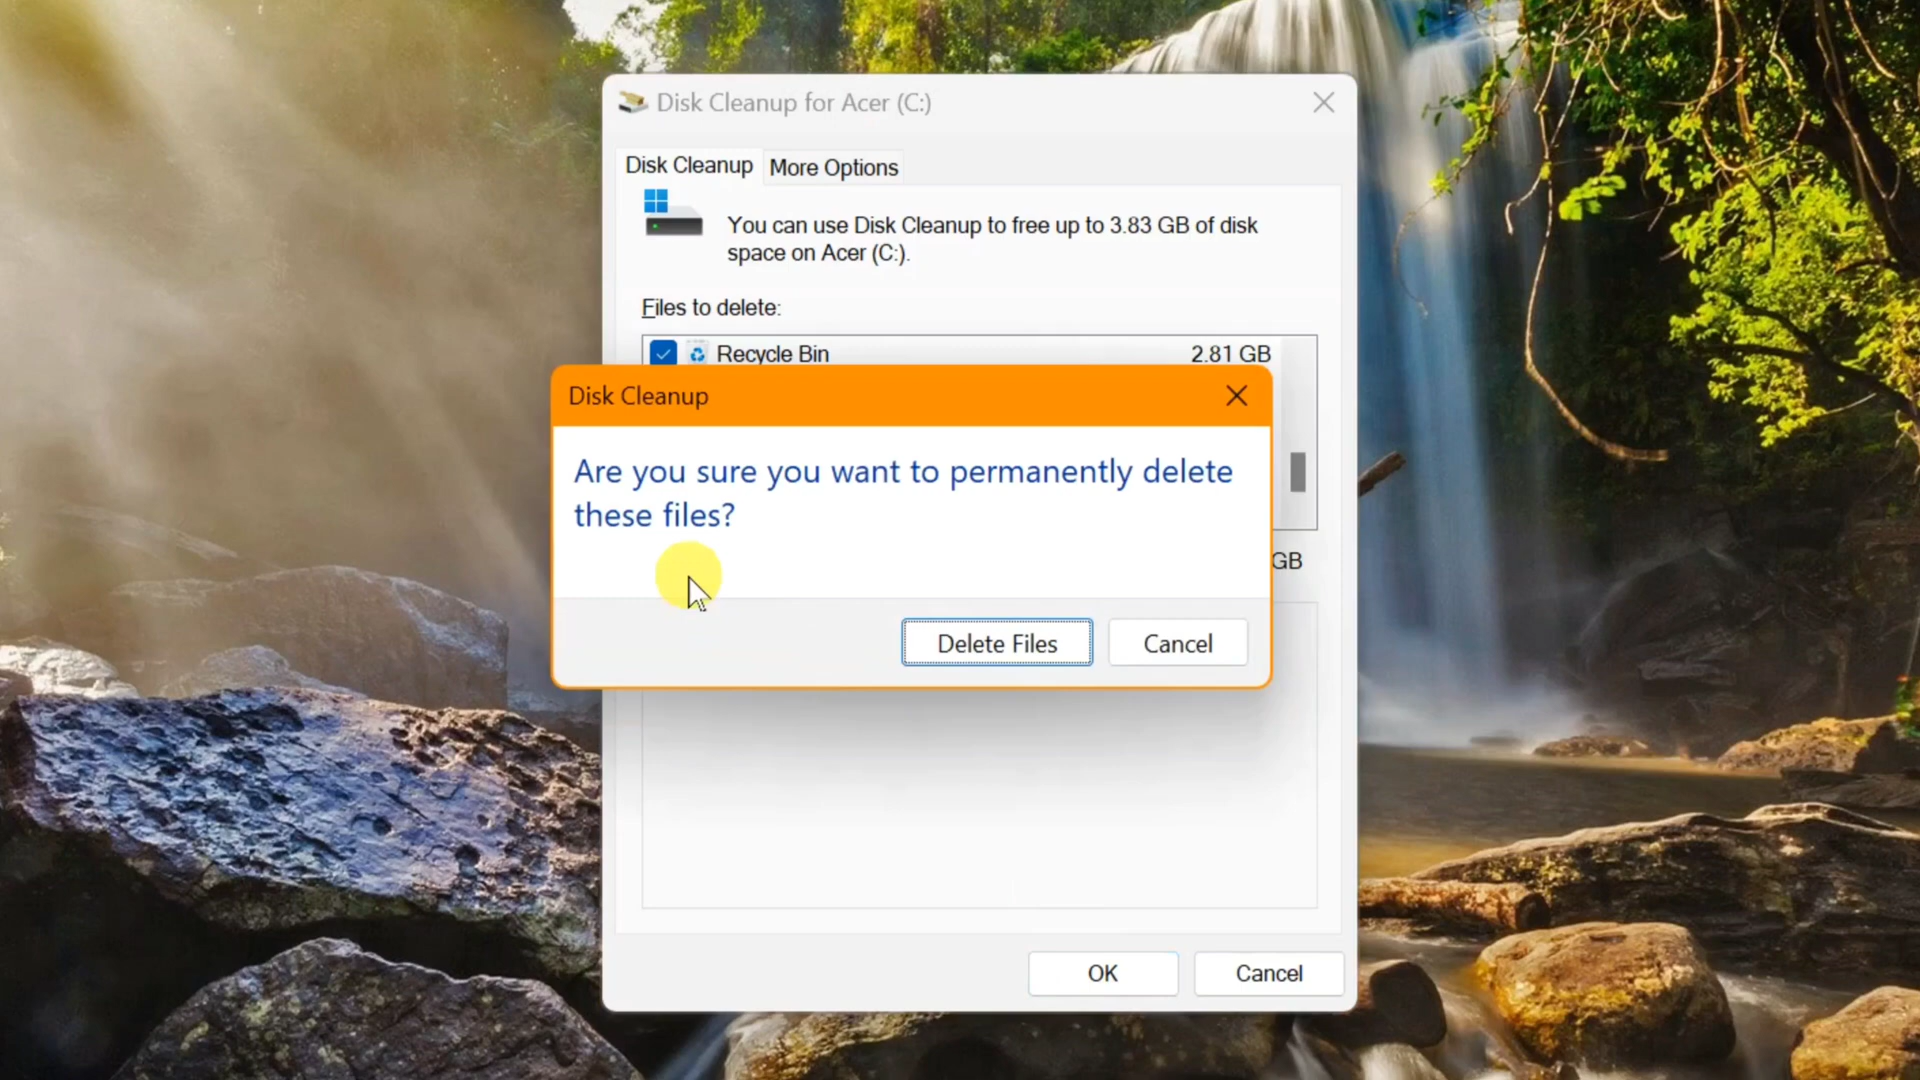 Disk Cleanup for Acer (C:)
Disk Cleanup
More Options
You can use Disk Cleanup to free up to 3.83 GB of disk
space on Acer (C:).
Files to delete:
Recycle Bin 2.81 GB
Disk Cleanup
Are you sure you want to permanently delete
these files?
GB
Delete Files
Cancel
OK
Cancel